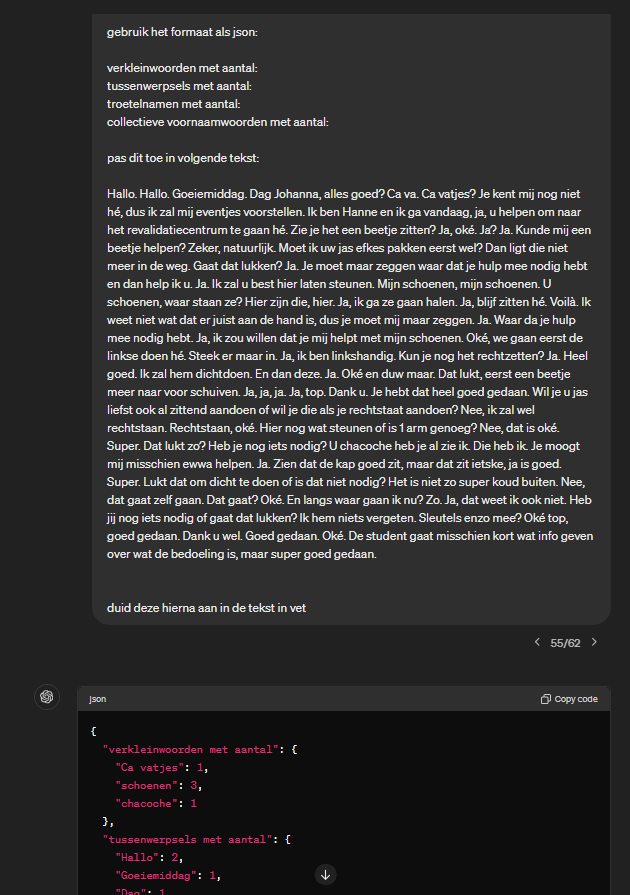 gebruik het formaat als json:
verkleinwoorden met aantal:
tussenwerpsels met aantal:
troetelnamen met aantal:
collectieve voornaamwoorden met aantal:
pas dit toe in volgende tekst:
Hallo. Hallo. Goeiemiddag. Dag Johanna, alles goed? Ca va. Ca vatjes? Je kent mij nog niet
hé, dus ik zal mij eventjes voorstellen. Ik ben Hanne en ik ga vandaag, ja, u helpen om naar
het revalidatiecentrum te gaan hé. Zie je het een beetje zitten? Ja, oké. Ja? Ja. Kunde mij een
beetje helpen? Zeker, natuurlijk. Moet ik uw jas efkes pakken eerst wel? Dan ligt die niet
meer in de weg. Gaat dat lukken? Ja. Je moet maar zeggen waar dat je hulp mee nodig hebt
en dan help ik u. Ja. Ik zal u best hier laten steunen. Mijn schoenen, mijn schoenen. U
schoenen, waar staan ze? Hier zijn die, hier. Ja, ik ga ze gaan halen. Ja, blijf zitten hé. Voilà. Ik
weet niet wat dat er juist aan de hand is, dus je moet mij maar zeggen. Ja. Waar da je hulp
mee nodig hebt. Ja, ik zou willen dat je mij helpt met mijn schoenen. Oké, we gaan eerst de
linkse doen hé. Steek er maar in. Ja, ik ben linkshandig. Kun je nog het rechtzetten? Ja. Heel
goed. Ik zal hem dichtdoen. En dan deze. Ja. Oké en duw maar. Dat lukt, eerst een beetje
meer naar voor schuiven. Ja, ja, ja. Ja, top. Dank u. Je hebt dat heel goed gedaan. Wil je u jas
liefst ook al zittend aandoen of wil je die als je rechtstaat aandoen? Nee, ik zal wel
rechtstaan. Rechtstaan, oké. Hier nog wat steunen of is 1 arm genoeg? Nee, dat is oké.
Super. Dat lukt zo? Heb je nog iets nodig? U chacoche heb je al zie ik. Die heb ik. Je moogt
mij misschien ewwa helpen. Ja. Zien dat de kap goed zit, maar dat zit ietske, ja is goed.
Super. Lukt dat om dicht te doen of is dat niet nodig? Het is niet zo super koud buiten. Nee,
dat gaat zelf gaan. Dat gaat? Oké. En langs waar gaan ik nu? Zo. Ja, dat weet ik ook niet. Heb
jij nog iets nodig of gaat dat lukken? Ik hem niets vergeten. Sleutels enzo mee? Oké top,
goed gedaan. Dank u wel. Goed gedaan. Oké. De student gaat misschien kort wat info geven
over wat de bedoeling is, maar super goed gedaan.
duid deze hierna aan in de tekst in vet
55/62
json
Copy code
{
"verkleinwoorden met aantal": {
"Ca vatjes": 1,
"schoenen": 3,
"chacoche": 1
},
"tussenwerpsels met aantal": {
"Hallo": 2,
"Goeiemiddag": 1,
"Dag": 1